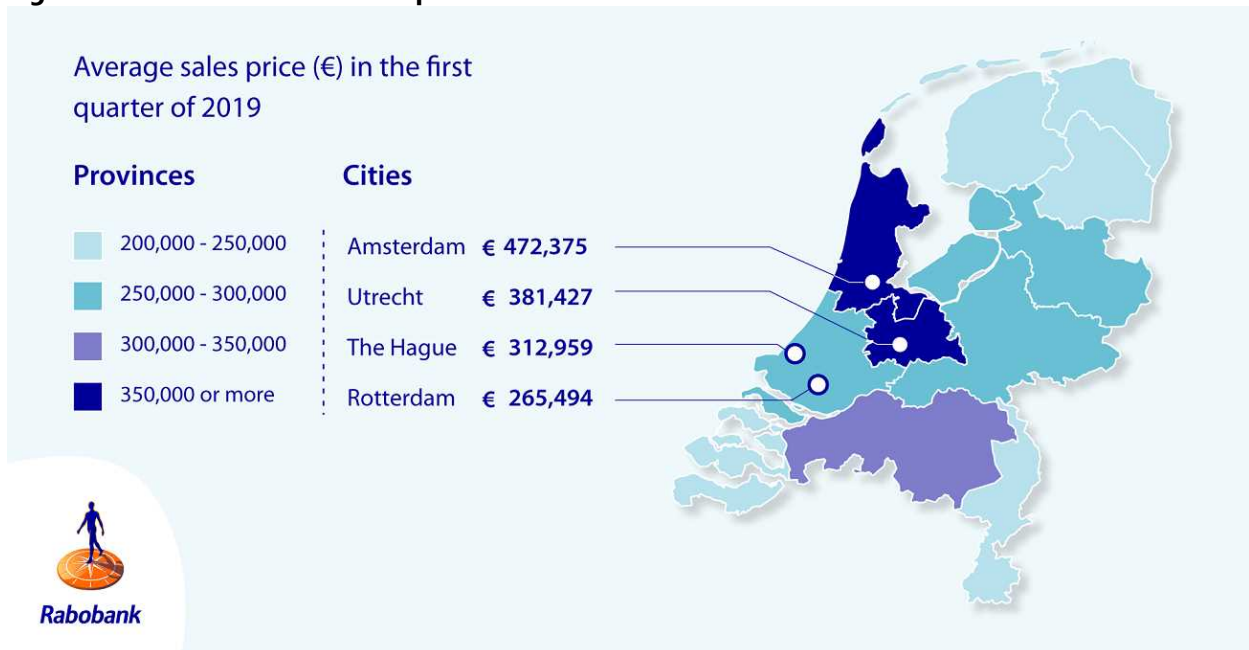 Average sales price (€) in the first
quarter of 2019
Provinces
200,000 - 250,000
250,000 - 300,000
300,000 - 350,000
350,000 or more
Cities
Amsterdam € 472,375
Utrecht € 381,427
The Hague € 312,959
Rotterdam € 265,494
Rabobank